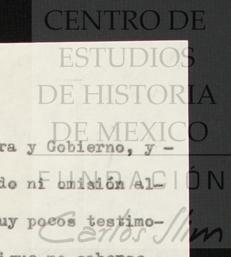 CENTRO DE
ESTUDIOS
DE HISTORIA
DE MEXICO
FUNDACIÓN
Carlos Slim
ra y Gobierno, y -
do ni omisión al-
uy pocos testimo-